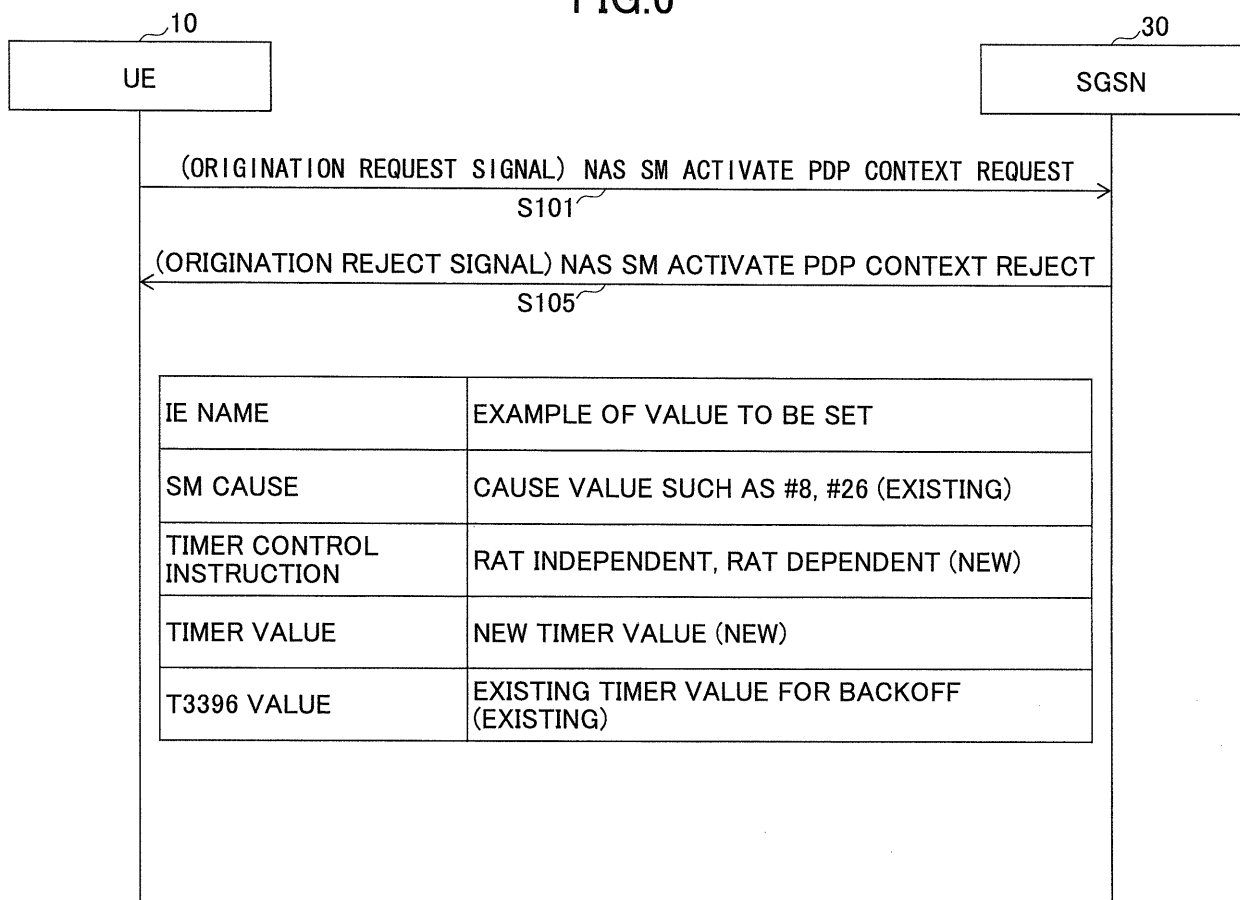 10
30
UE
SGSN
(ORIGINATION REQUEST SIGNAL) NAS SM ACTIVATE PDP CONTEXT REQUEST
S101
(ORIGINATION REJECT SIGNAL) NAS SM ACTIVATE PDP CONTEXT REJECT
S105
IE NAME
EXAMPLE OF VALUE TO BE SET
SM CAUSE
CAUSE VALUE SUCH AS #8, #26 (EXISTING)
TIMER CONTROL
INSTRUCTION
RAT INDEPENDENT, RAT DEPENDENT (NEW)
TIMER VALUE
NEW TIMER VALUE (NEW)
T3396 VALUE
EXISTING TIMER VALUE FOR BACKOFF
(EXISTING)